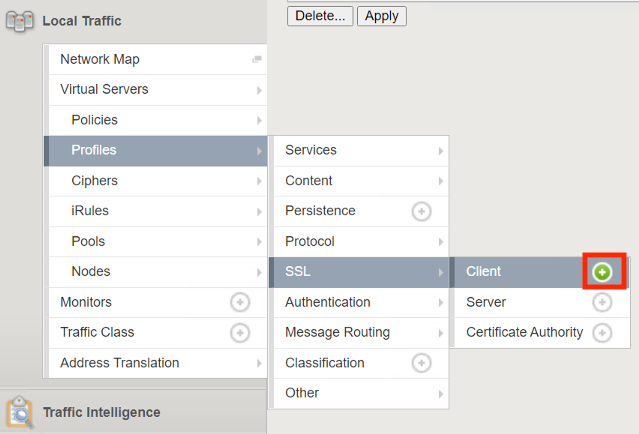 Local Traffic
Delete... Apply
Network Map
Virtual Servers
Policies
Profiles
Ciphers
iRules
Pools
Nodes
Monitors
Traffic Class
Address Translation
Services
Content
Persistence
Protocol
SSL
Authentication
Message Routing
Classification
Other
Client
Server
Certificate Authority
Traffic Intelligence